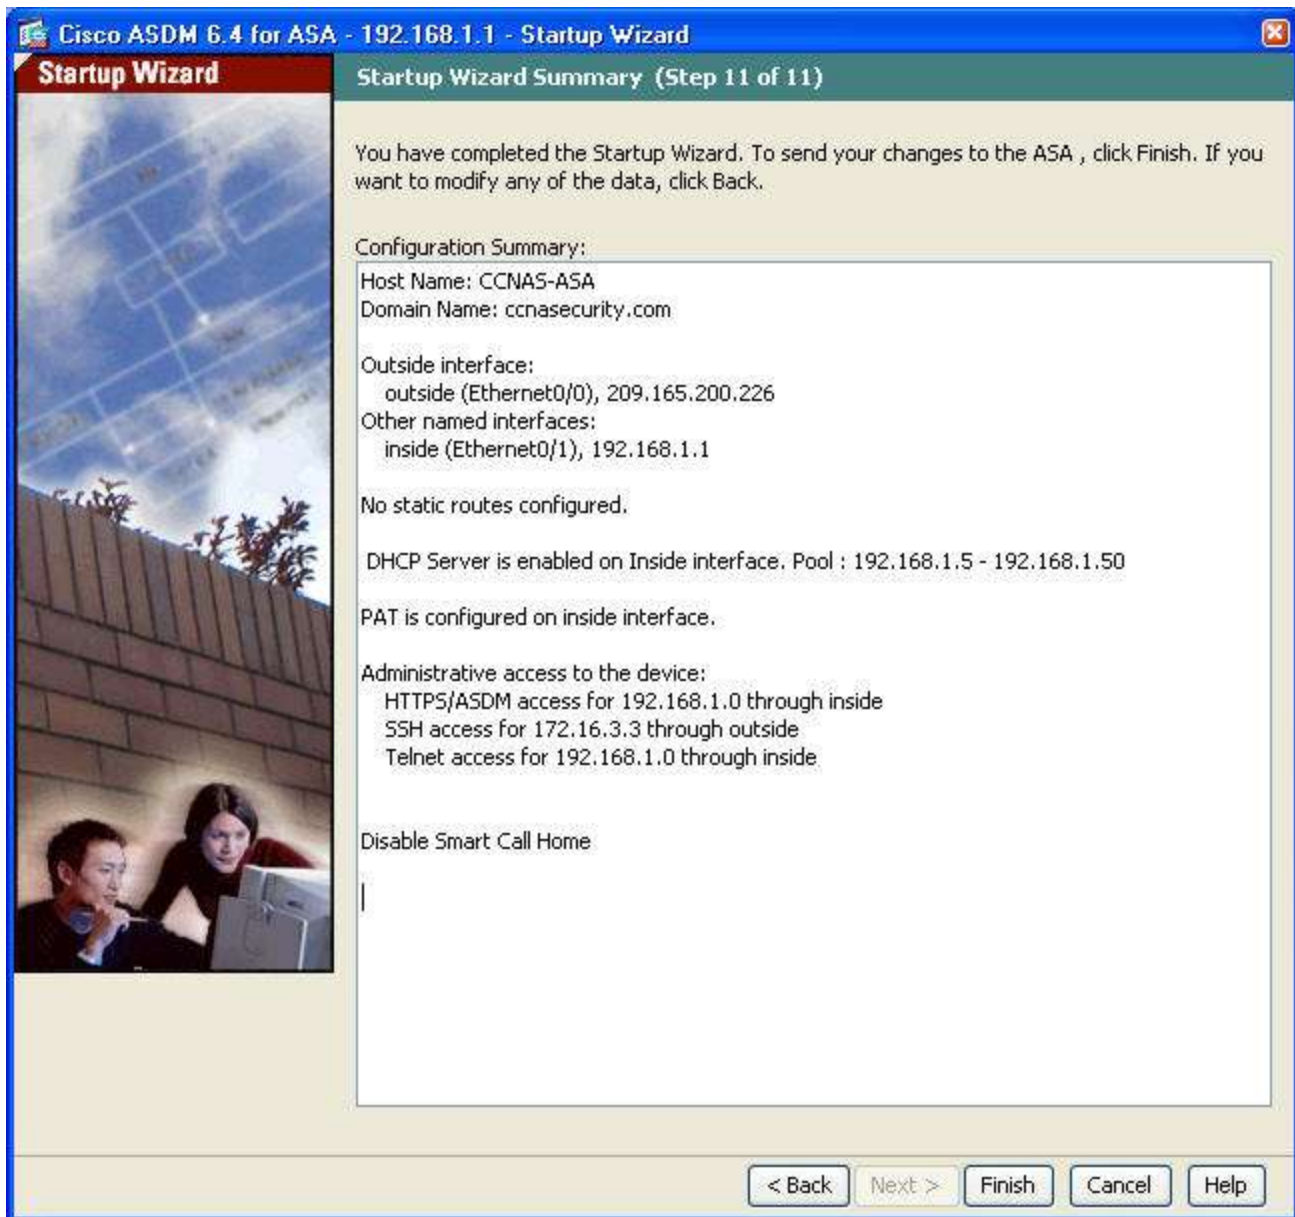 Cisco ASDM 6.4 for ASA - 192.168.1.1 - Startup Wizard
Startup Wizard
Startup Wizard Summary (Step 11 of 11)
You have completed the Startup Wizard. To send your changes to the ASA , click Finish. If you
want to modify any of the data, click Back.
Configuration Summary:
Host Name: CCNAS-ASA
Domain Name: ccnasecurity.com
Outside interface:
outside (Ethernet0/0), 209.165.200.226
Other named interfaces:
inside (Ethernet0/1), 192.168.1.1
No static routes configured.
DHCP Server is enabled on Inside interface. Pool : 192.168.1.5 - 192.168.1.50
PAT is configured on inside interface.
Administrative access to the device:
HTTPS/ASDM access for 192.168.1.0 through inside
SSH access for 172.16.3.3 through outside
Telnet access for 192.168.1.0 through inside
Disable Smart Call Home
< Back
Next >
Finish
Cancel
Help